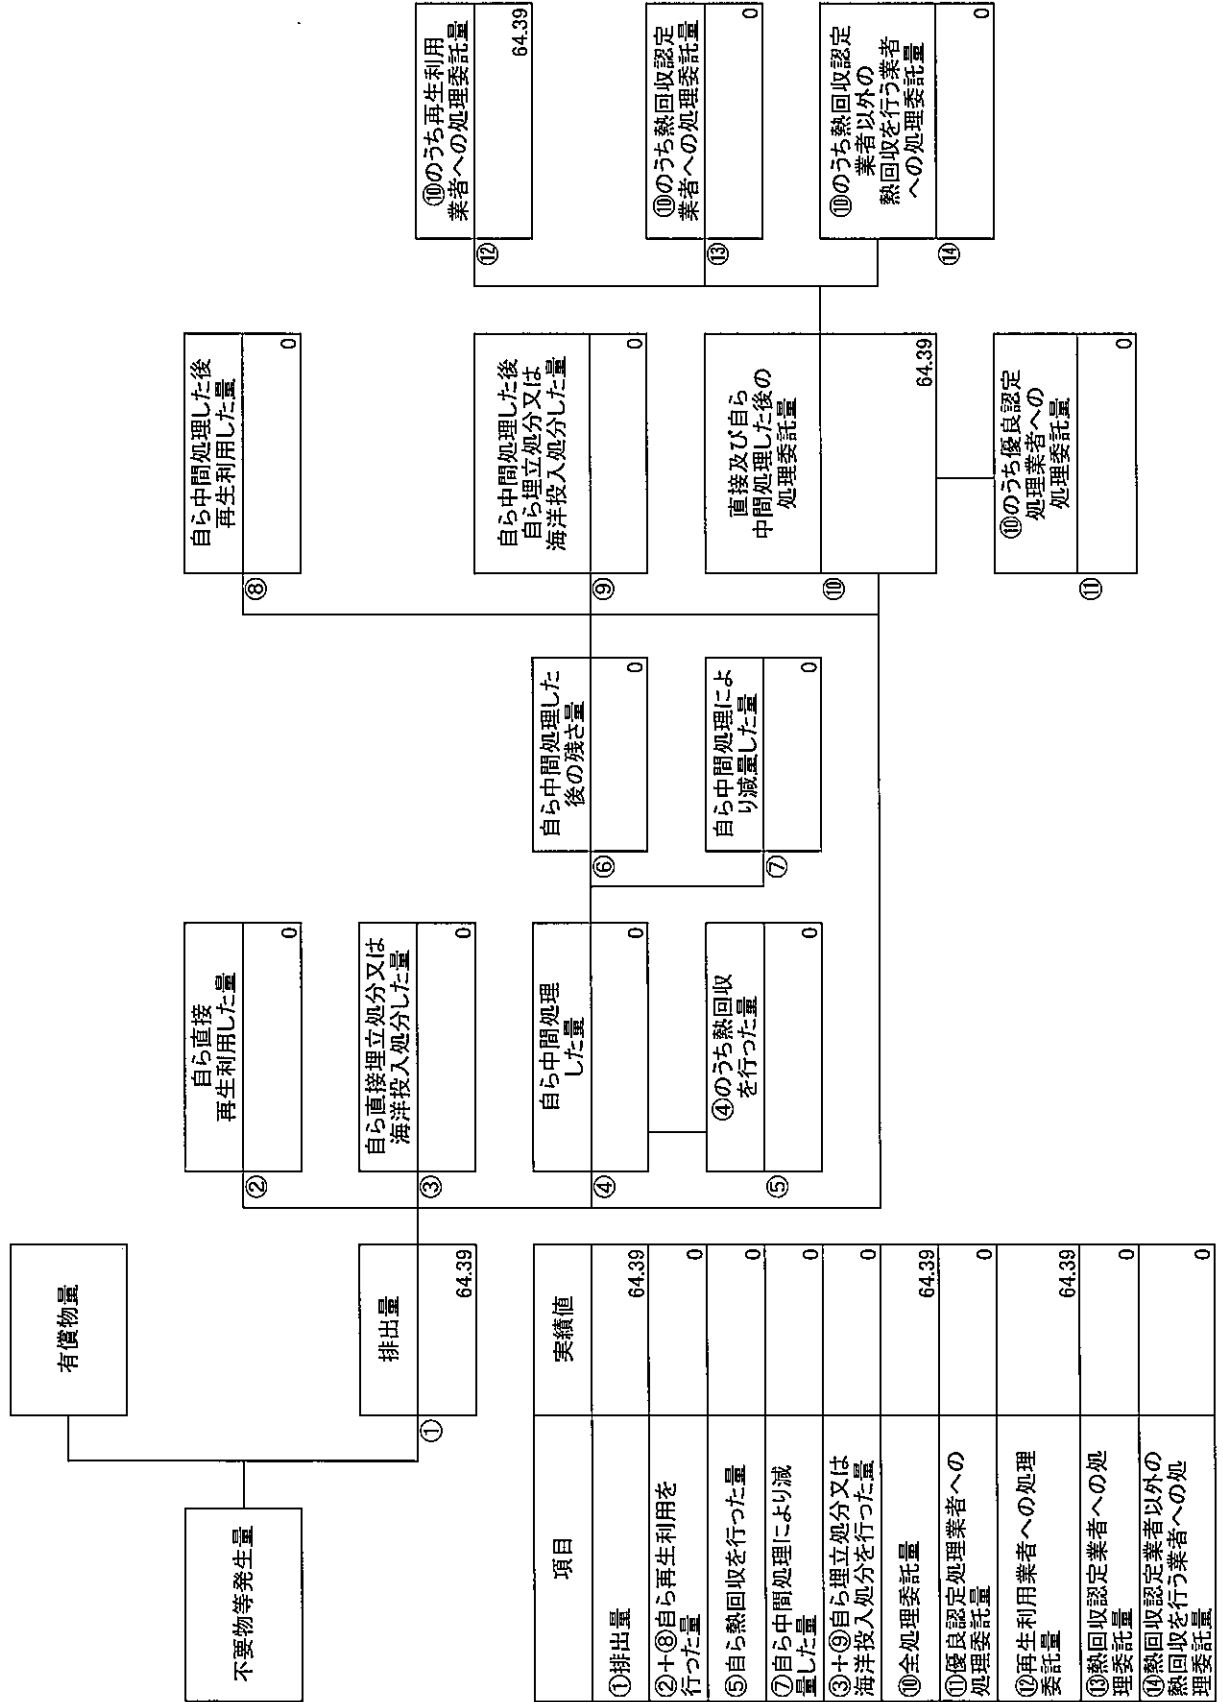 不要物等発生量
有償物量
①
排出量
64.39
②
自ら直接
再生利用した量
0
③
自ら直接埋立処分又は
海洋投入処分した量
0
④
自ら中間処理
した量
0
⑤
④のうち熱回収
を行った量
0
⑥
自ら中間処理した
後の残さ量
0
⑦
自ら中間処理によ
り減量した量
0
⑧
自ら中間処理した後
再生利用した量
0
⑨
自ら中間処理した後
自ら埋立処分又は
海洋投入処分した量
0
⑩
直接及び自ら
中間処理した後の
処理委託量
64.39
⑪
⑩のうち優良認定
処理業者への
処理委託量
0
⑫
⑩のうち再生利用
業者への処理委託量
64.39
⑬
⑩のうち熱回収認定
業者への処理委託量
0
⑭
⑩のうち熱回収認定
業者以外の
熱回収を行う業者
への処理委託量
0
項目 実績値
①排出量 64.39
②+⑧自ら再生利用を
行った量 0
⑤自ら熱回収を行った量 0
⑦自ら中間処理により減
量した量 0
③+⑨自ら埋立処分又は
海洋投入処分を行った量 0
⑩全処理委託量 64.39
⑪優良認定処理業者への
処理委託量 0
⑫再生利用業者への処理
委託量 64.39
⑬熱回収認定業者への処
理委託量 0
⑭熱回収認定業者以外の
熱回収を行う業者への処
理委託量 0